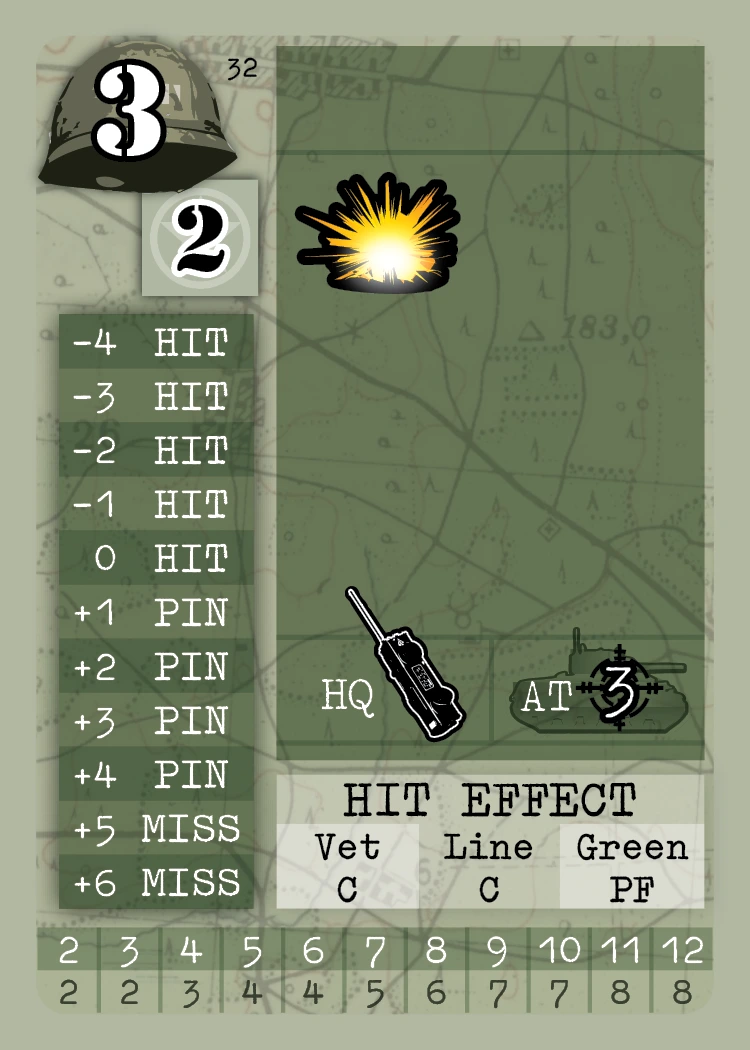 3
32
2
-4 HIT
-3 HIT
-2 HIT
-1 HIT
0 HIT
+1 PIN
+2 PIN
+3 PIN
+4 PIN
+5 MISS
+6 MISS
183,0
26
HQ
AT 3
HIT EFFECT
Vet Line Green
C C PF
2 3 4 5 6 7 8 9 10 11 12
2 2 3 4 4 5 6 7 7 8 8